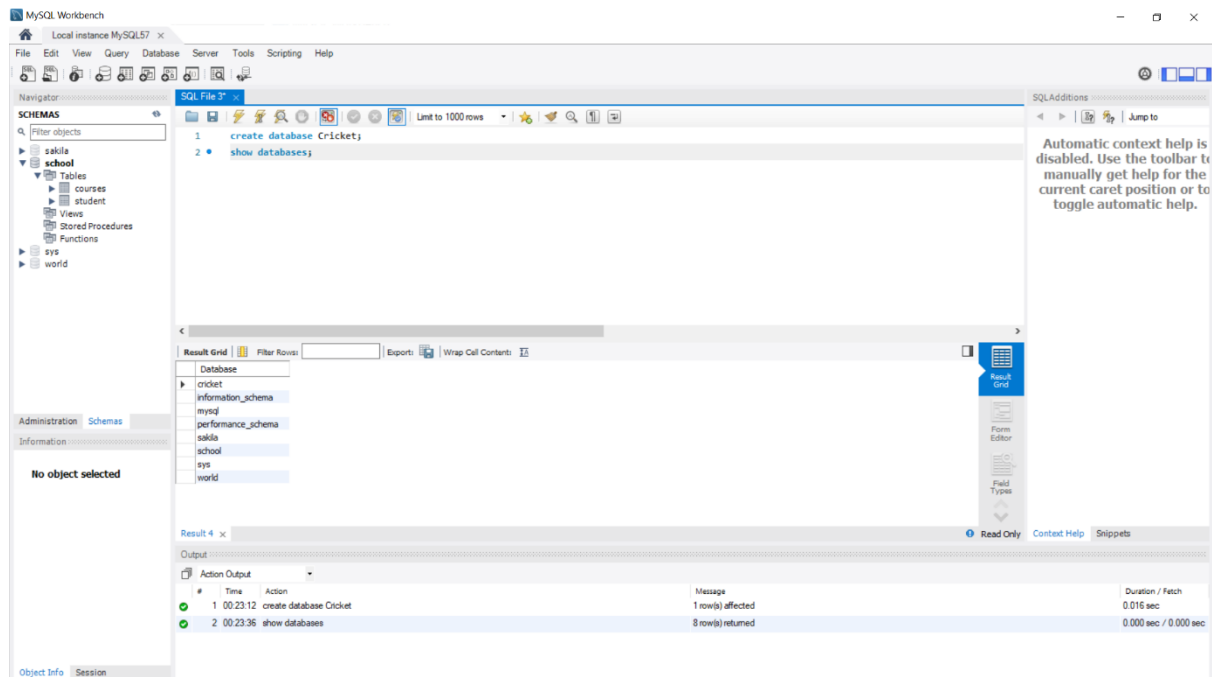 MySQL Workbench
Local instance MySQL57
File Edit View Query Database Server Tools Scripting Help
Navigator
SCHEMAS
Filter objects
sakila
school
Tables
courses
student
Views
Stored Procedures
Functions
sys
world
Administration Schemas
Information
No object selected
Object Info Session
SQL File 3*
Limit to 1000 rows
1 create database Cricket;
2 show databases;
Result Grid Filter Rows: Export: Wrap Cell Content:
Database
cricket
information_schema
mysql
performance_schema
sakila
school
sys
world
Result
Grid
Form
Editor
Field
Types
Result 4
Read Only
Output
Action Output
# Time Action Message Duration / Fetch
1 00:23:12 create database Cricket 1 row(s) affected 0.016 sec
2 00:23:36 show databases 8 row(s) returned 0.000 sec / 0.000 sec
SQLAdditions
Jump to
Automatic context help is
disabled. Use the toolbar to
manually get help for the
current caret position or to
toggle automatic help.
Context Help Snippets